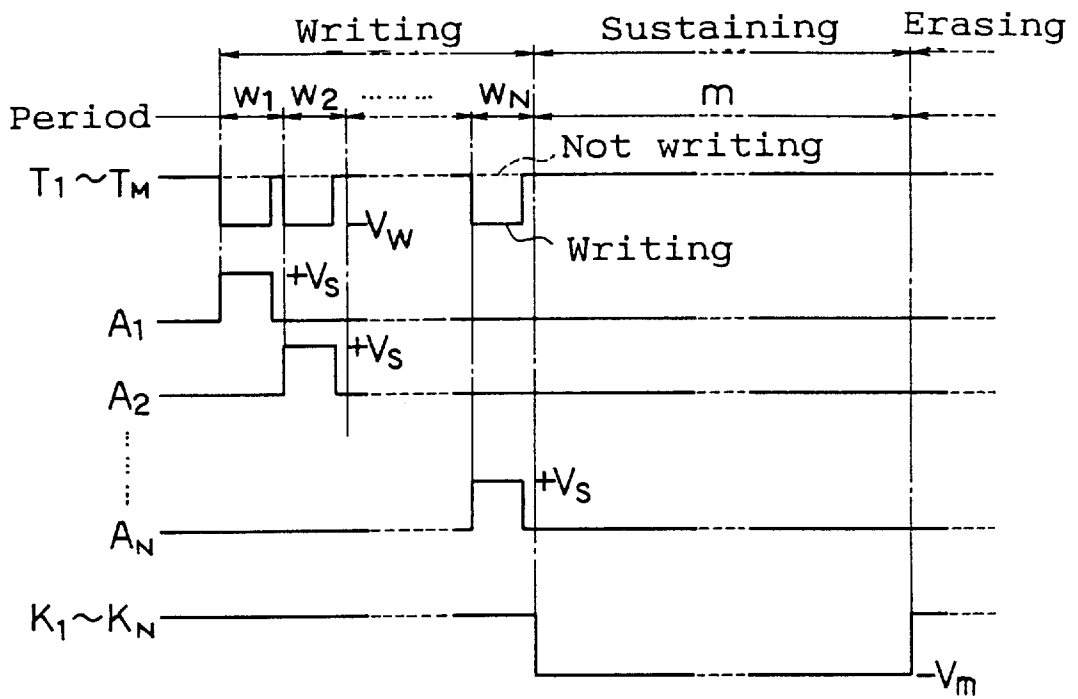 Writing Sustaining Erasing
Period W1 W2 ......... WN m
T1~TM Not writing
-VW Writing
A1 +VS
A2 +VS
......
AN +VS
K1~KN
-Vm